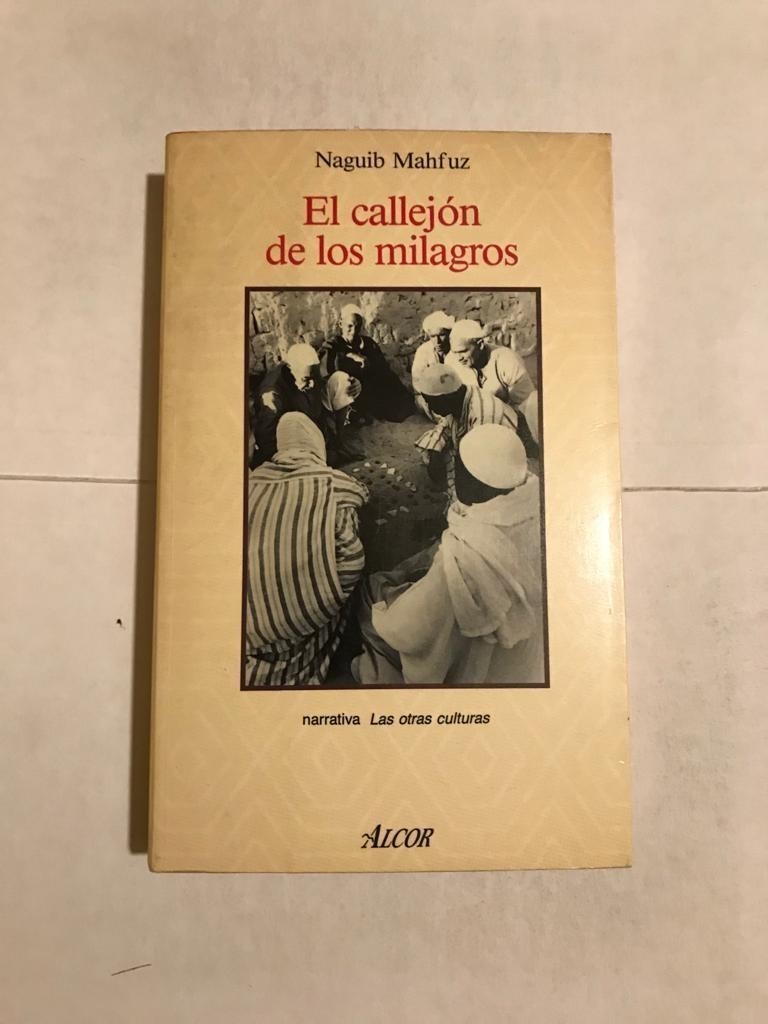 Naguib Mahfuz
El callejón
de los milagros
narrativa Las otras culturas
ALCOR